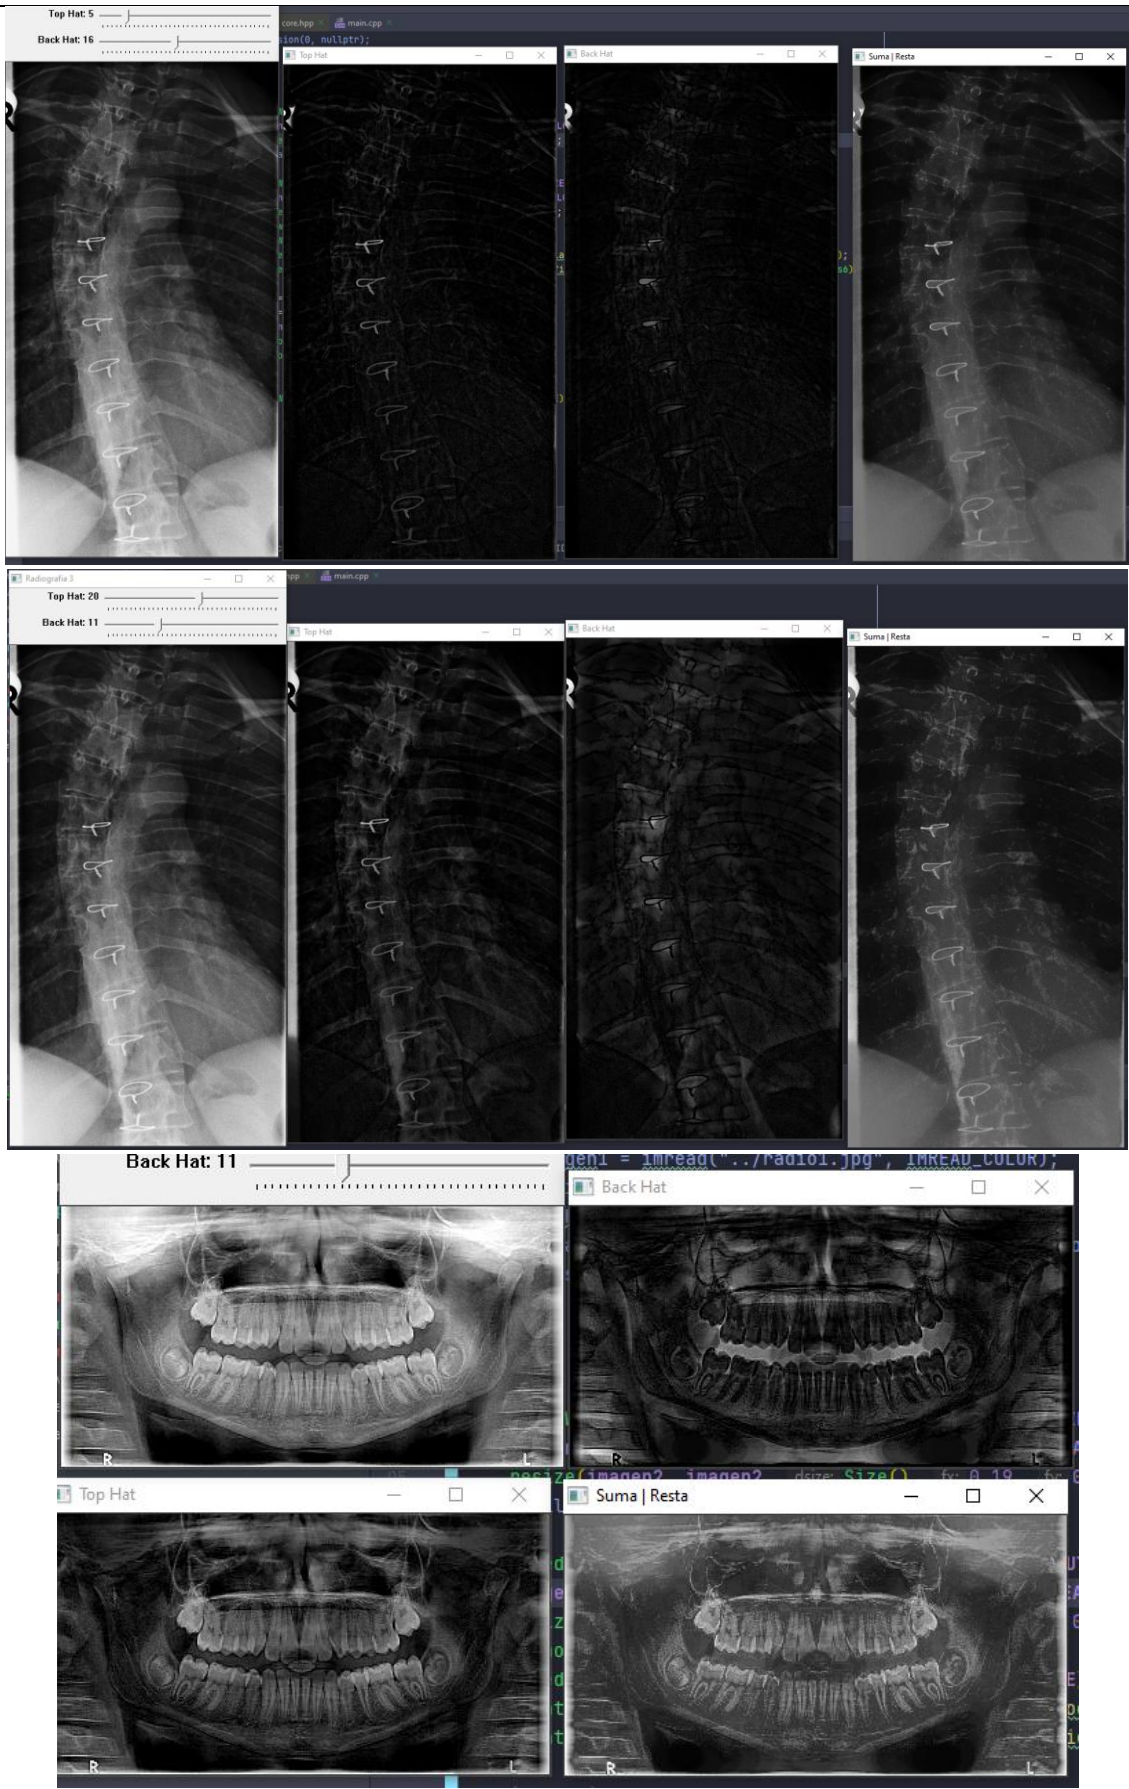 Top Hat: 5
core.hpp × main.cpp ×
sion(0, nullptr);
Back Hat: 16
Top Hat
Back Hat
Suma | Resta
R
Radiografia 3
hpp × main.cpp ×
Top Hat: 20
Back Hat: 11
Top Hat
Back Hat
Suma | Resta
R
Back Hat: 11
gen1 = imread("../radio1.jpg", IMREAD_COLOR);
Back Hat
R L
R L
resize(imagen2, imagen2, dsize: Size(), fx: 0.19
Top Hat
Suma | Resta
R L
R L